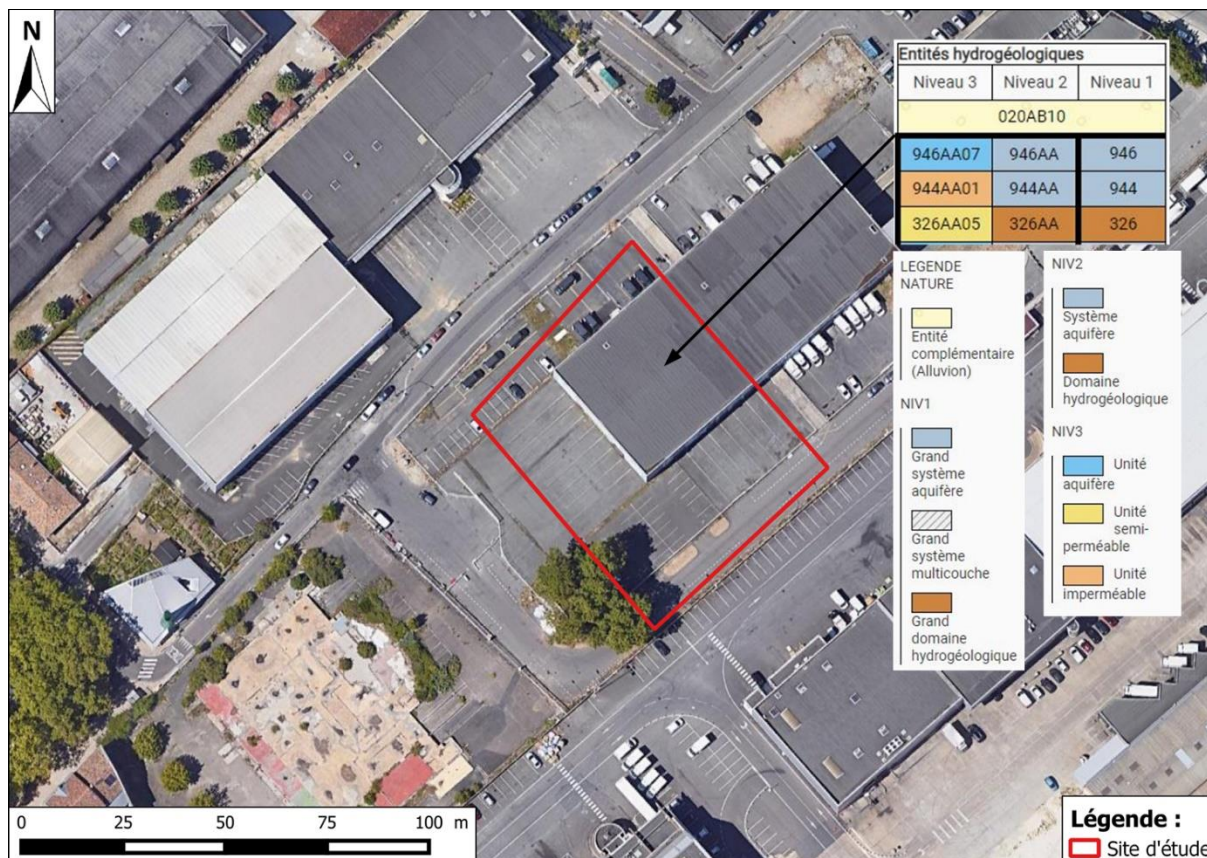 N
Entités hydrogéologiques
Niveau 3 Niveau 2 Niveau 1
020AB10
946AA07 946AA 946
944AA01 944AA 944
326AA05 326AA 326
LEGENDE
NATURE
Entité
complémentaire
(Alluvion)
NIV1
Grand
système
aquifère
Grand
système
multicouche
Grand
domaine
hydrogéologique
NIV2
Système
aquifère
Domaine
hydrogéologique
NIV3
Unité
aquifère
Unité
semi-
perméable
Unité
imperméable
0 25 50 75 100 m
Légende :
Site d'étude